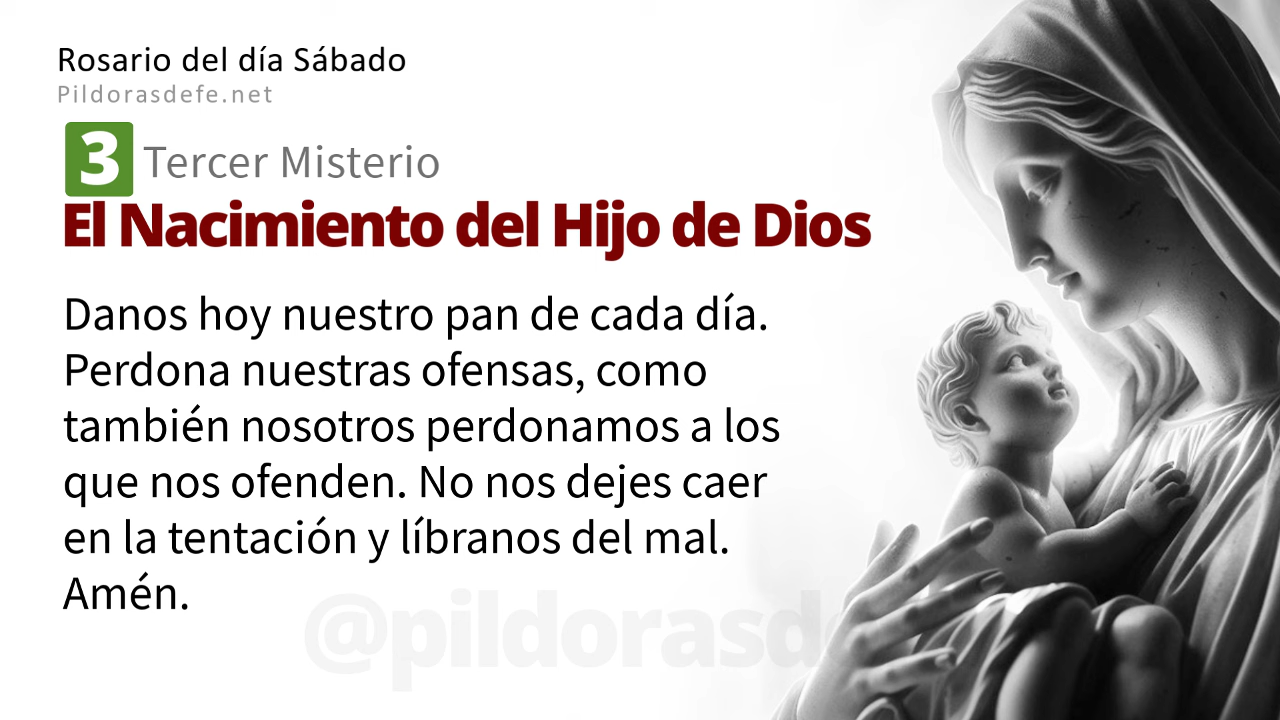 Rosario del día Sábado
Pildorasdefe.net
3 Tercer Misterio
El Nacimiento del Hijo de Dios
Danos hoy nuestro pan de cada día.
Perdona nuestras ofensas, como
también nosotros perdonamos a los
que nos ofenden. No nos dejes caer
en la tentación y líbranos del mal.
Amén.
@pildorasde